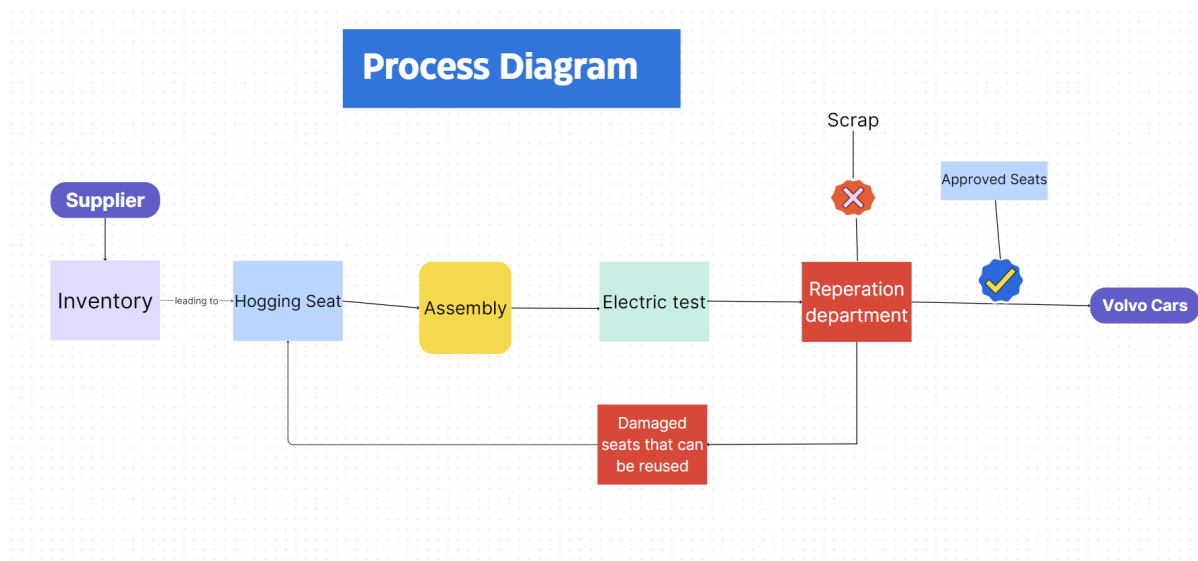 Process Diagram
Scrap
Approved Seats
Supplier
Inventory
leading to
Hogging Seat
Assembly
Electric test
Reperation
department
Volvo Cars
Damaged
seats that can
be reused